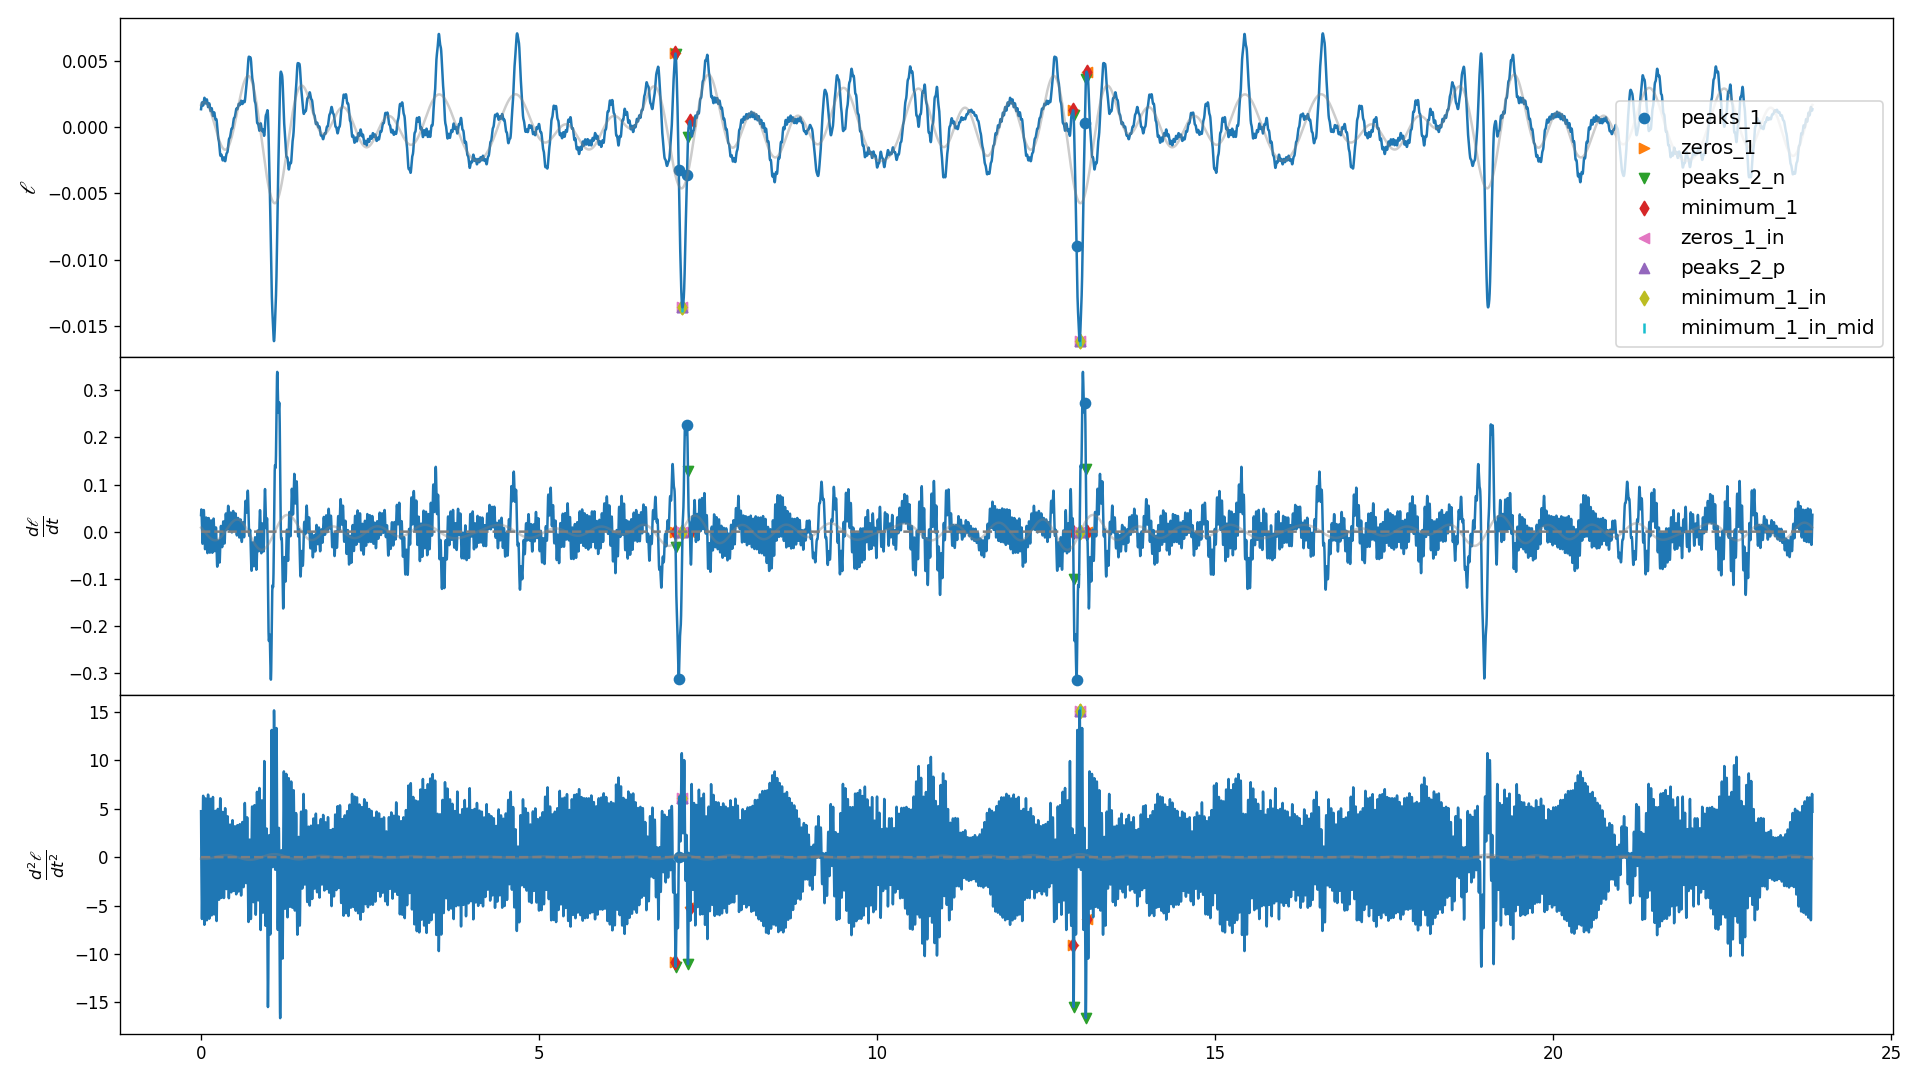 ℓ
0.005
0.000
−0.005
−0.010
−0.015
peaks_1
zeros_1
peaks_2_n
minimum_1
zeros_1_in
peaks_2_p
minimum_1_in
minimum_1_in_mid
dℓ
dt
0.3
0.2
0.1
0.0
−0.1
−0.2
−0.3
d²ℓ
dt²
15
10
5
0
−5
−10
−15
0 5 10 15 20 25